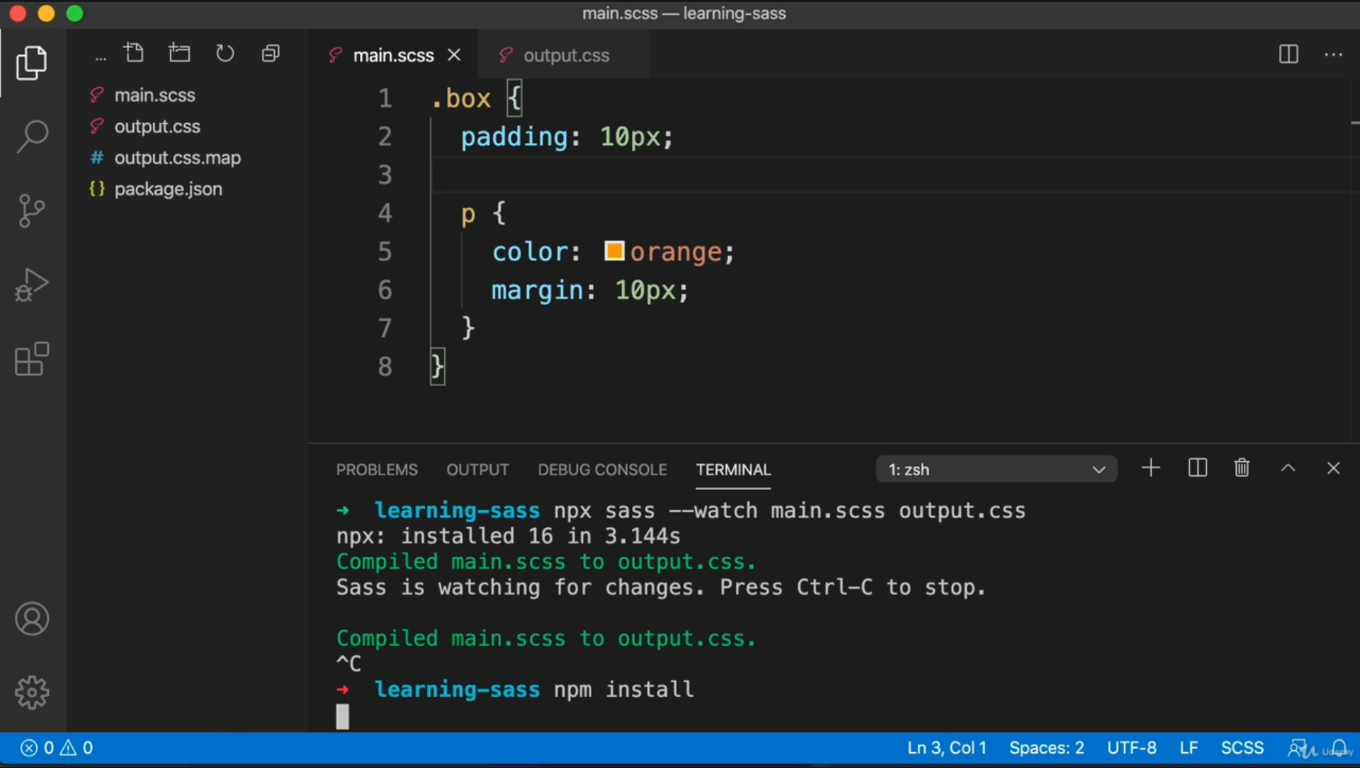 main.scss — learning-sass
...
main.scss
output.css
output.css.map
package.json
main.scss
output.css
1 .box {
2 padding: 10px;
3
4 p {
5 color: orange;
6 margin: 10px;
7 }
8 }
PROBLEMS OUTPUT DEBUG CONSOLE TERMINAL 1: zsh
➜ learning-sass npx sass --watch main.scss output.css
npx: installed 16 in 3.144s
Compiled main.scss to output.css.
Sass is watching for changes. Press Ctrl-C to stop.
Compiled main.scss to output.css.
^C
➜ learning-sass npm install
0 0 Ln 3, Col 1 Spaces: 2 UTF-8 LF SCSS
Udemy